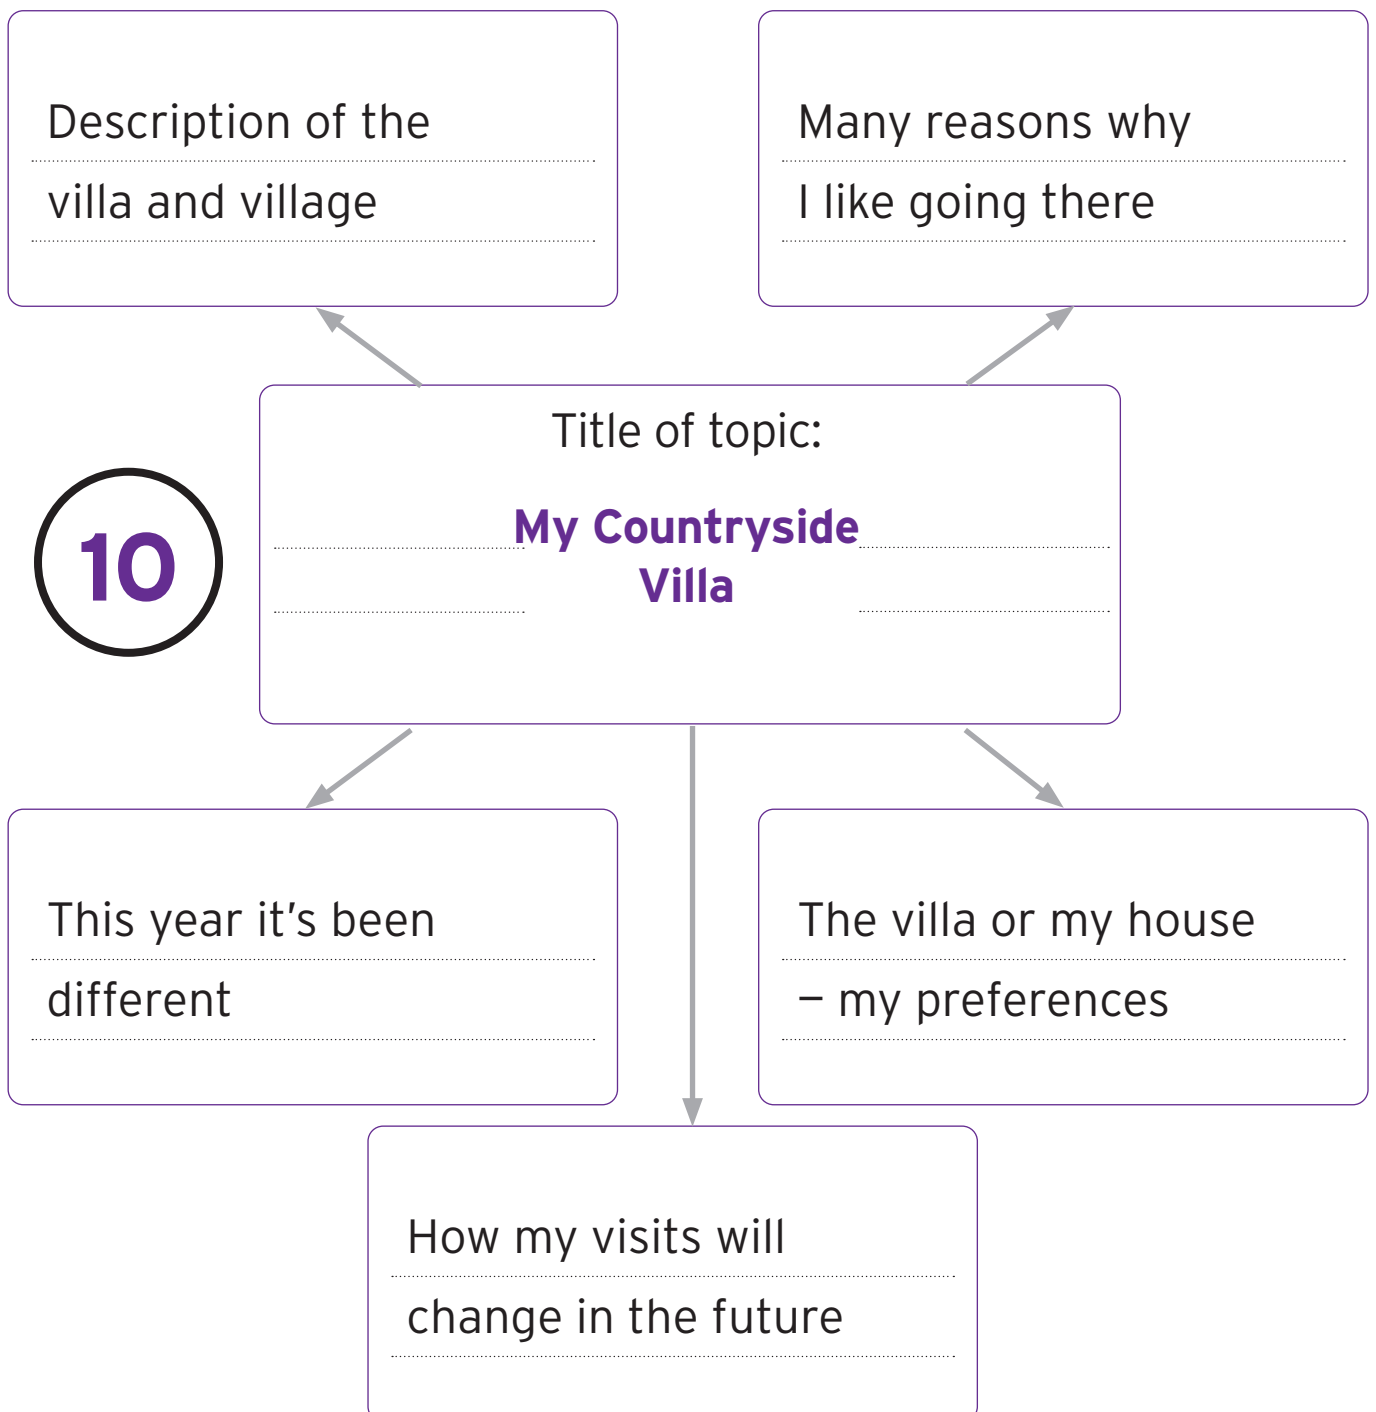 Description of the
villa and village
Many reasons why
I like going there
Title of topic:
My Countryside
Villa
10
This year it’s been
different
The villa or my house
– my preferences
How my visits will
change in the future